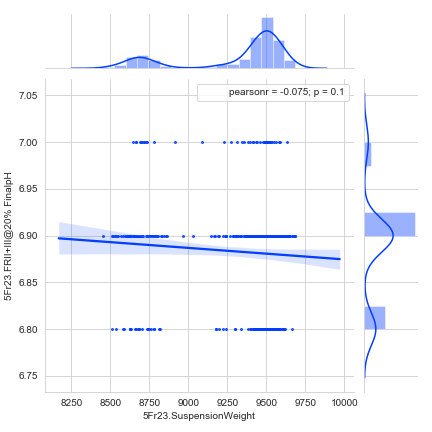 pearsonr = -0.075; p = 0.1
7.05
7.00
6.95
6.90
6.85
6.80
6.75
5Fr23.FRII+III@20% FinalpH
8250 8500 8750 9000 9250 9500 9750 10000
5Fr23.SuspensionWeight